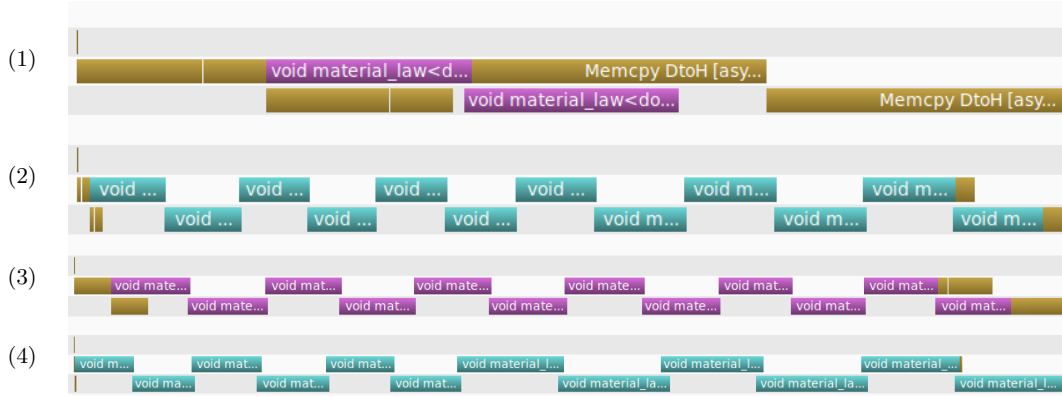 (1)
void material_law<d... Memcpy DtoH [asy...
void material_law<do... Memcpy DtoH [asy...
(2)
void ... void ... void ... void ... void m... void m...
void ... void ... void ... void m... void m... void m...
(3)
void mate... void mat... void mate... void mate... void mat... void mat...
void mate... void mat... void mate... void mate... void mat... void mat...
(4)
void m... void mat... void mat... void material_l... void material_l... void material_...
void ma... void mat... void mat... void material_la... void material_la... void material_l...